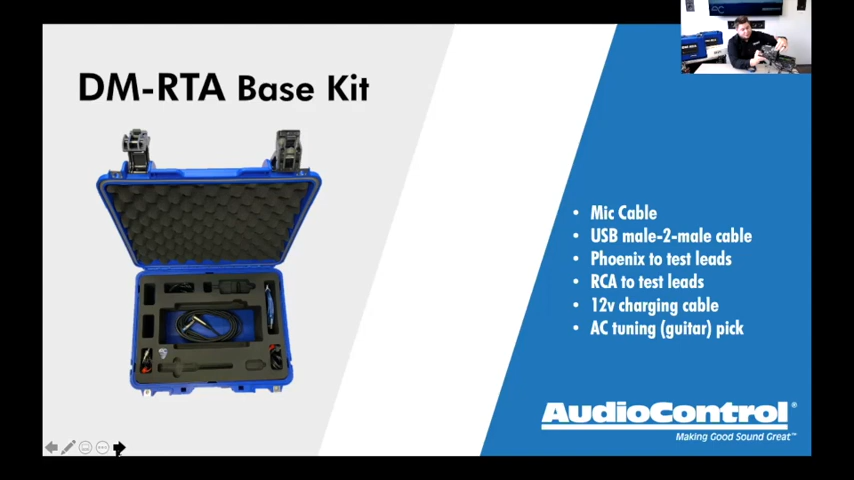 DM-RTA Base Kit
• Mic Cable
• USB male-2-male cable
• Phoenix to test leads
• RCA to test leads
• 12v charging cable
• AC tuning (guitar) pick
AudioControl®
Making Good Sound Great™